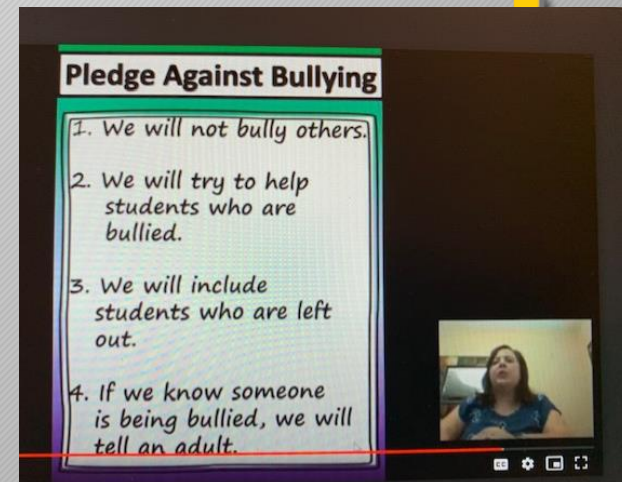 Pledge Against Bullying
1. We will not bully others.
2. We will try to help
students who are
bullied.
3. We will include
students who are left
out.
4. If we know someone
is being bullied, we will
tell an adult.
CC